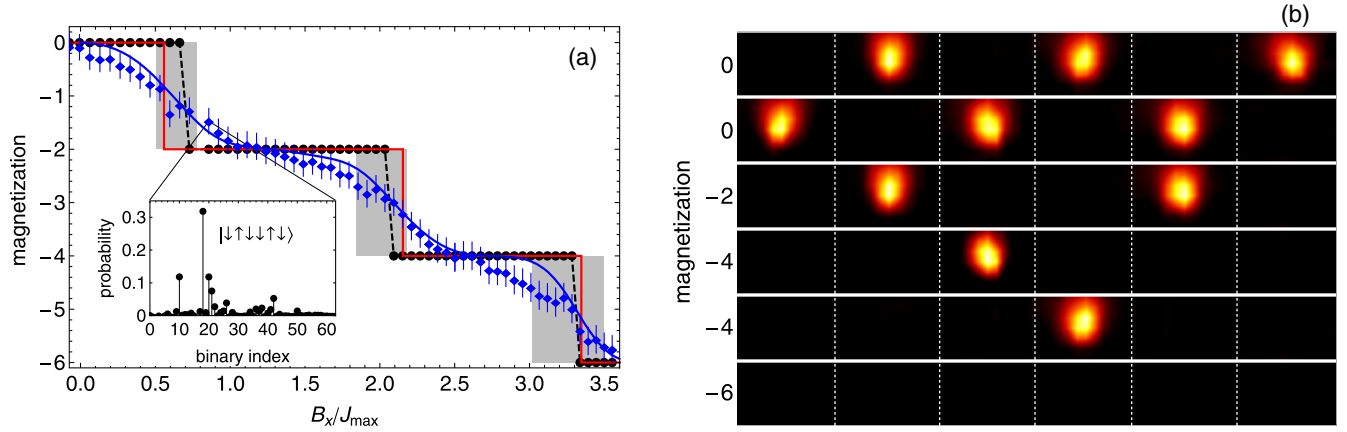 (a)
magnetization
0
−1
−2
−3
−4
−5
−6
0.0 0.5 1.0 1.5 2.0 2.5 3.0 3.5
Bx/Jmax
probability
0.3
0.2
0.1
0
0 10 20 30 40 50 60
binary index
|↓↑↓↓↑↓⟩
(b)
magnetization
0
0
−2
−4
−4
−6